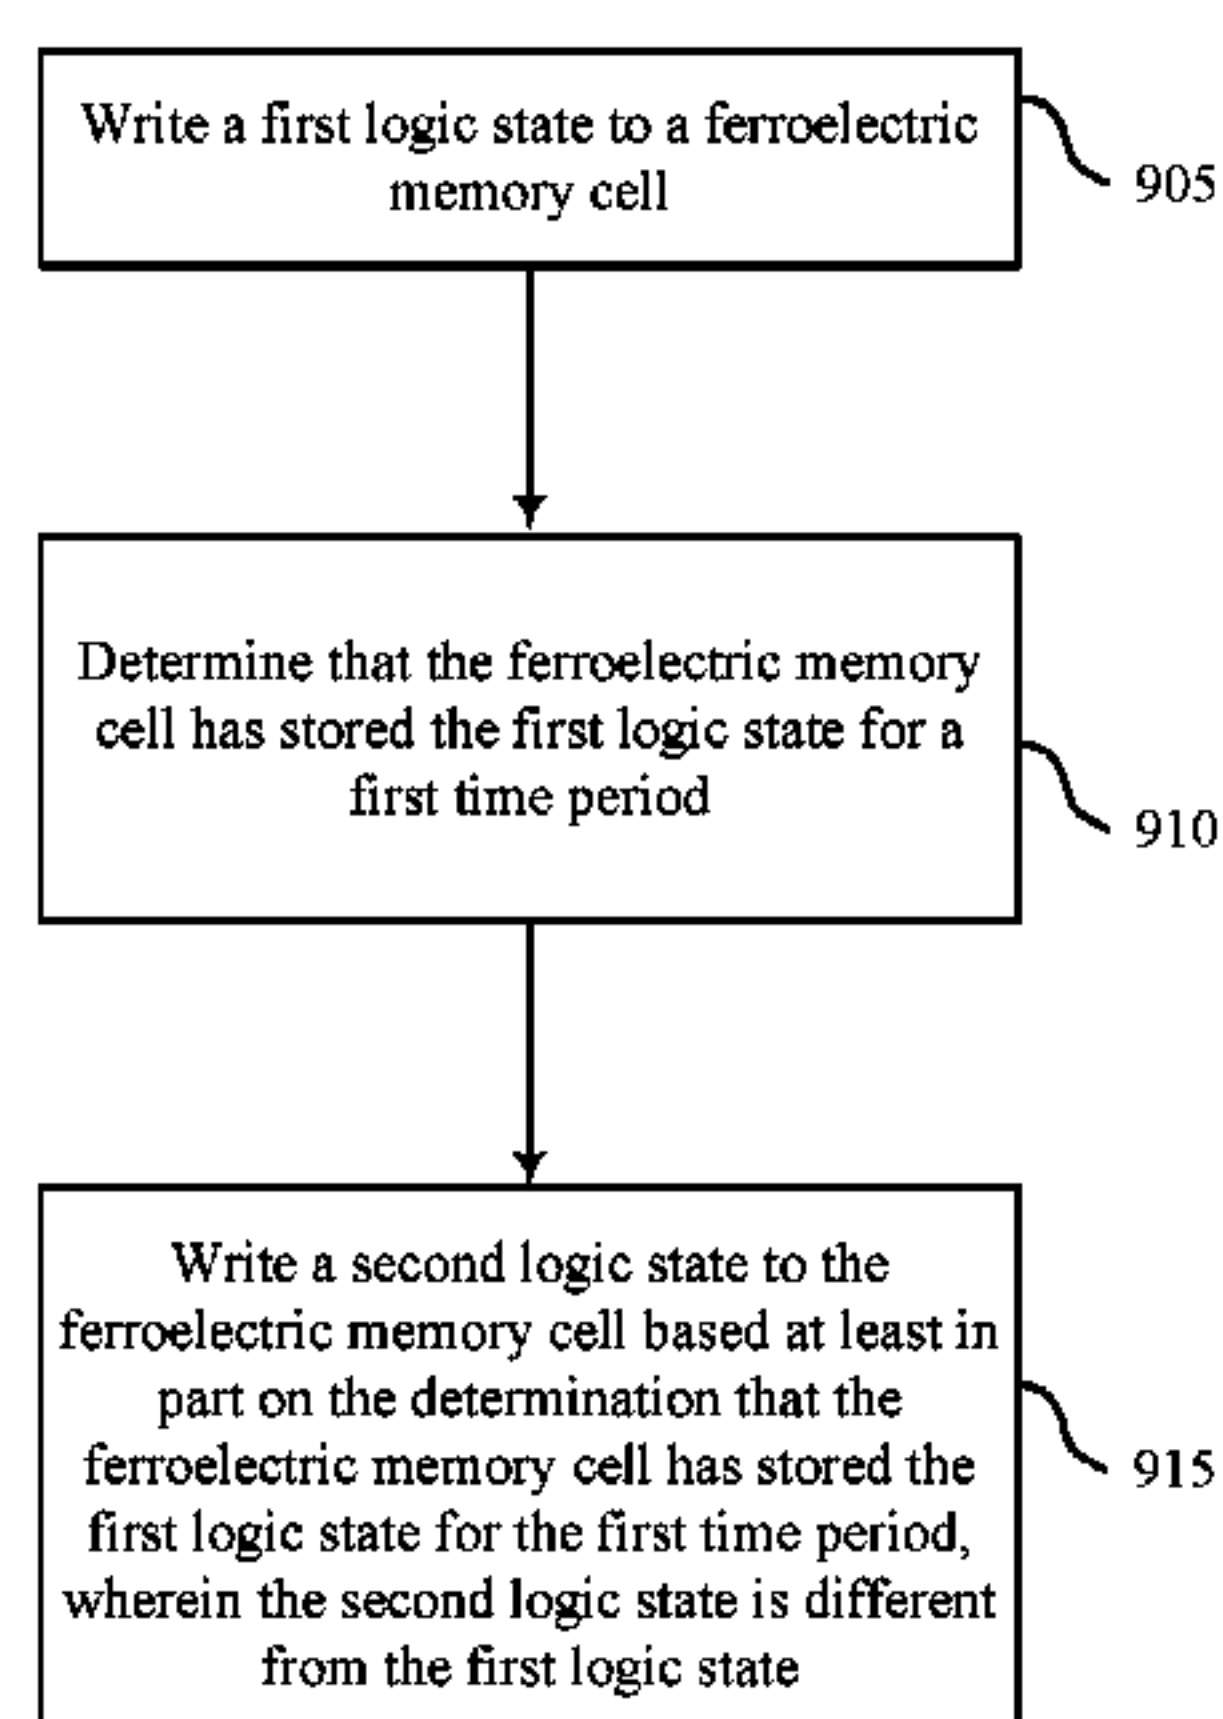 Write a first logic state to a ferroelectric
memory cell
905
Determine that the ferroelectric memory
cell has stored the first logic state for a
first time period
910
Write a second logic state to the
ferroelectric memory cell based at least in
part on the determination that the
ferroelectric memory cell has stored the
first logic state for the first time period,
wherein the second logic state is different
from the first logic state
915